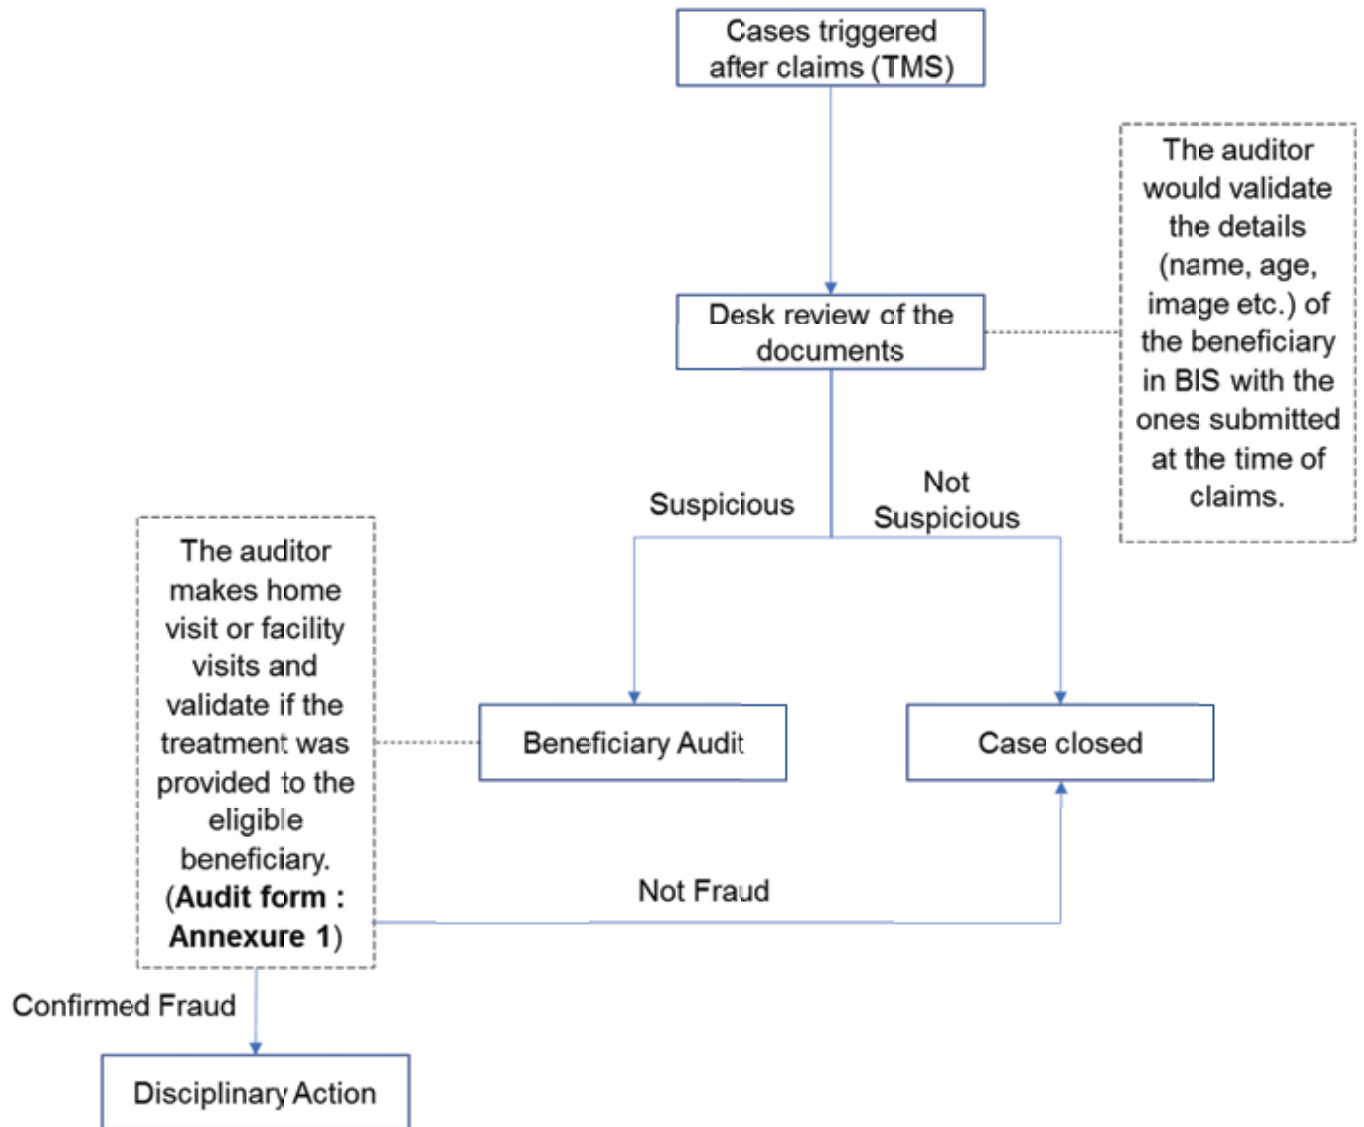 Cases triggered
after claims (TMS)
The auditor
would validate
the details
(name, age,
image etc.) of
the beneficiary
in BIS with the
ones submitted
at the time of
claims.
Desk review of the
documents
Suspicious
Not
Suspicious
The auditor
makes home
visit or facility
visits and
validate if the
treatment was
provided to the
eligible
beneficiary.
(Audit form :
Annexure 1)
Beneficiary Audit
Case closed
Not Fraud
Confirmed Fraud
Disciplinary Action